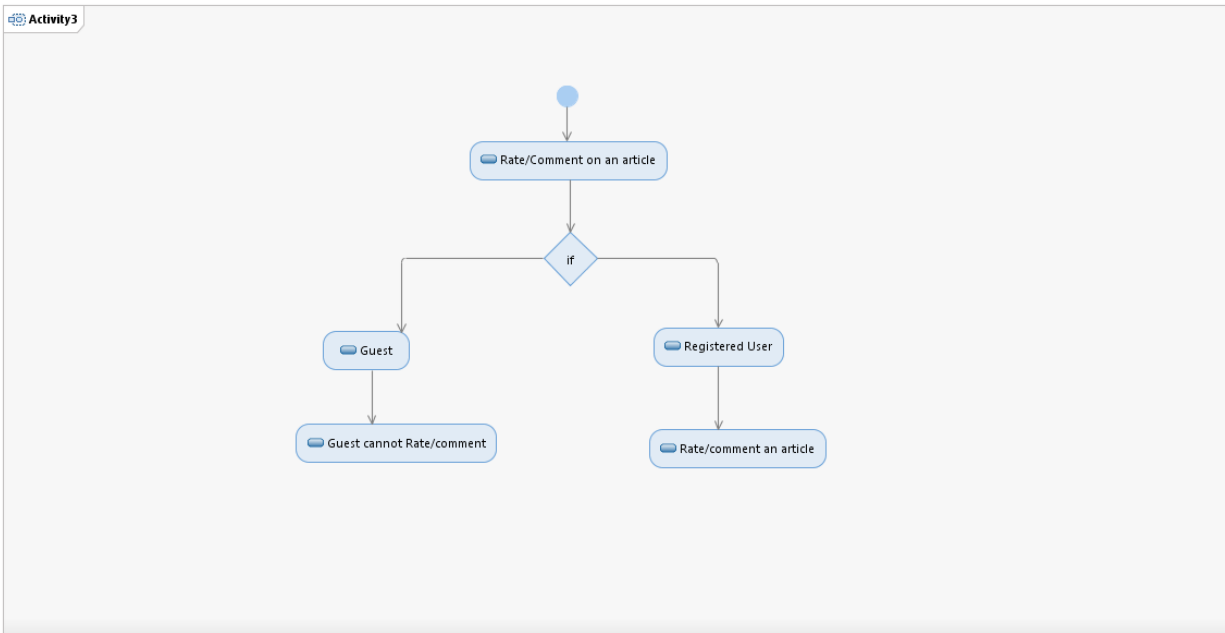 Activity3
Rate/Comment on an article
if
Guest
Registered User
Guest cannot Rate/comment
Rate/comment an article